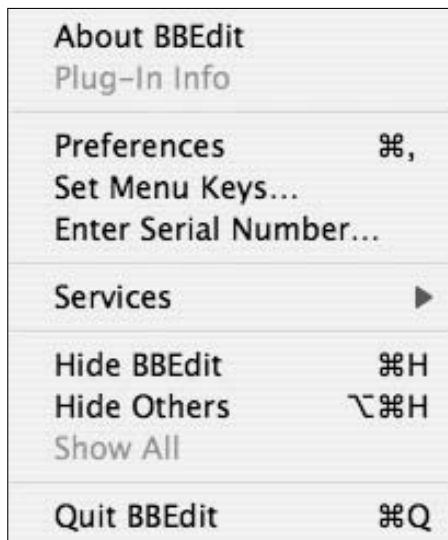 About BBEdit
Plug-In Info
Preferences ⌘,
Set Menu Keys...
Enter Serial Number...
Services ▶
Hide BBEdit ⌘H
Hide Others ⌥⌘H
Show All
Quit BBEdit ⌘Q